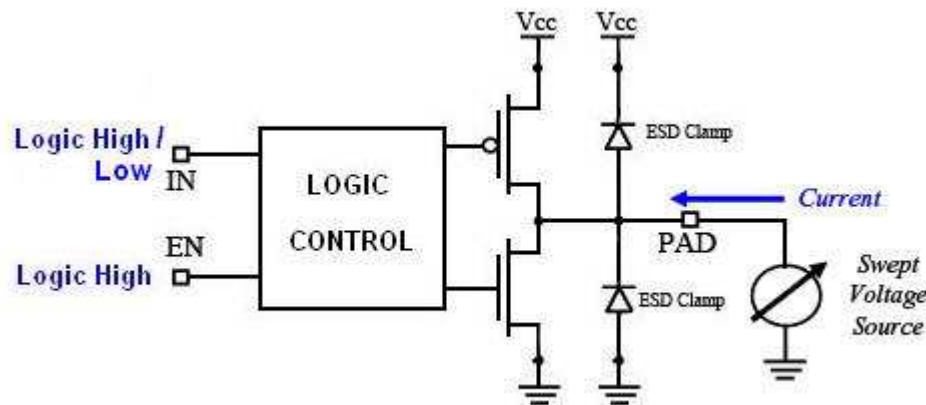 Vcc
Vcc
Logic High /
Low
IN
EN
Logic High
LOGIC
CONTROL
ESD Clamp
ESD Clamp
Current
PAD
Swept
Voltage
Source